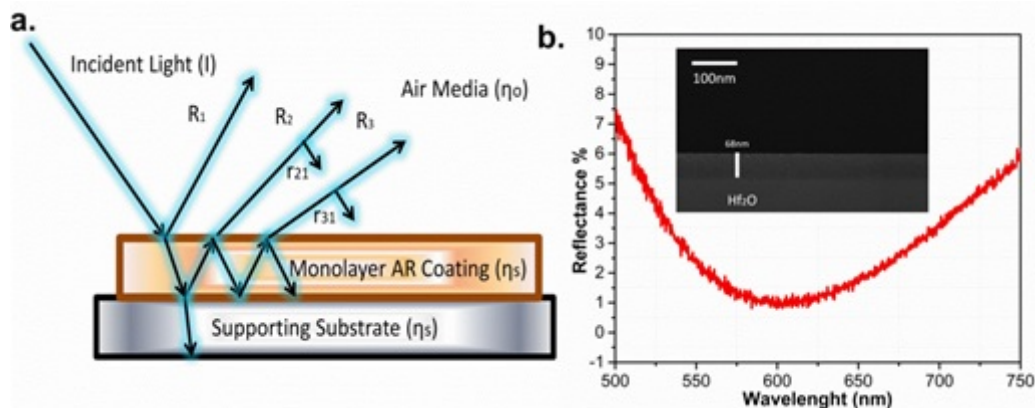 a.
Incident Light (I)
R₁
R₂
R₃
Air Media (η₀)
r₂₁
r₃₁
Monolayer AR Coating (ηₛ)
Supporting Substrate (ηₛ)
b.
Reflectance %
10
9
8
7
6
5
4
3
2
1
0
-1
100nm
68nm
Hf₂O
500 550 600 650 700 750
Wavelenght (nm)